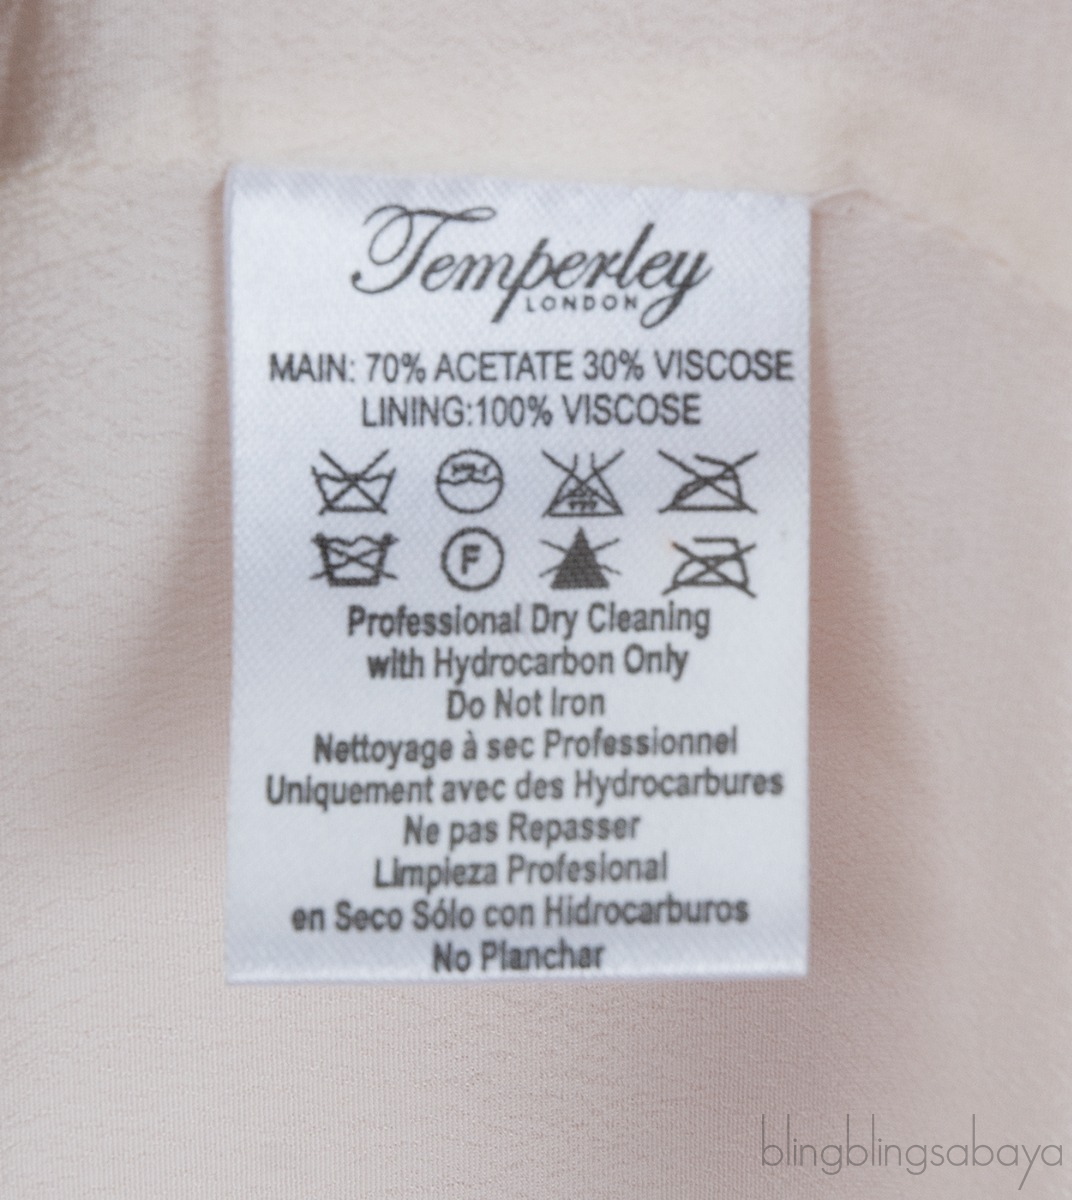 Temperley
LONDON
MAIN: 70% ACETATE 30% VISCOSE
LINING:100% VISCOSE
F
Professional Dry Cleaning
with Hydrocarbon Only
Do Not Iron
Nettoyage à sec Professionnel
Uniquement avec des Hydrocarbures
Ne pas Repasser
Limpieza Profesional
en Seco Sólo con Hidrocarburos
No Planchar
blingblingsabaya